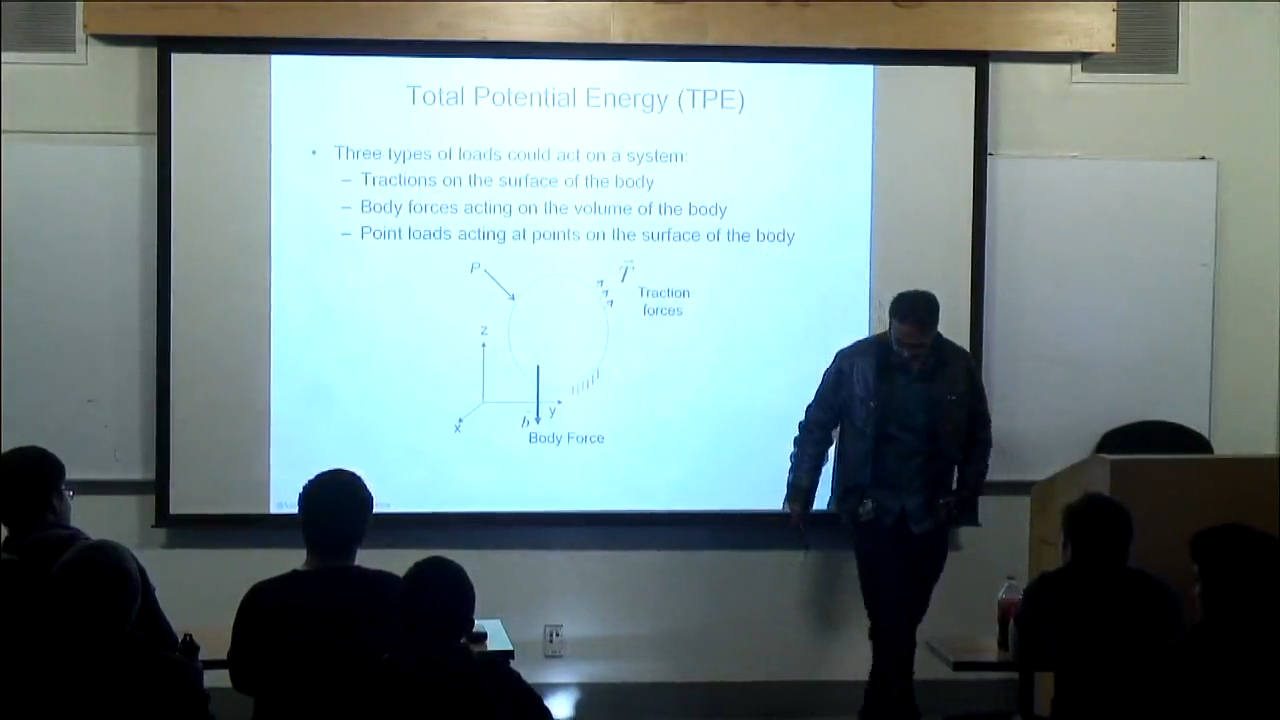 Total Potential Energy (TPE)
• Three types of loads could act on a system:
– Tractions on the surface of the body
– Body forces acting on the volume of the body
– Point loads acting at points on the surface of the body
P
T
Traction
forces
z
y
x
b
Body Force